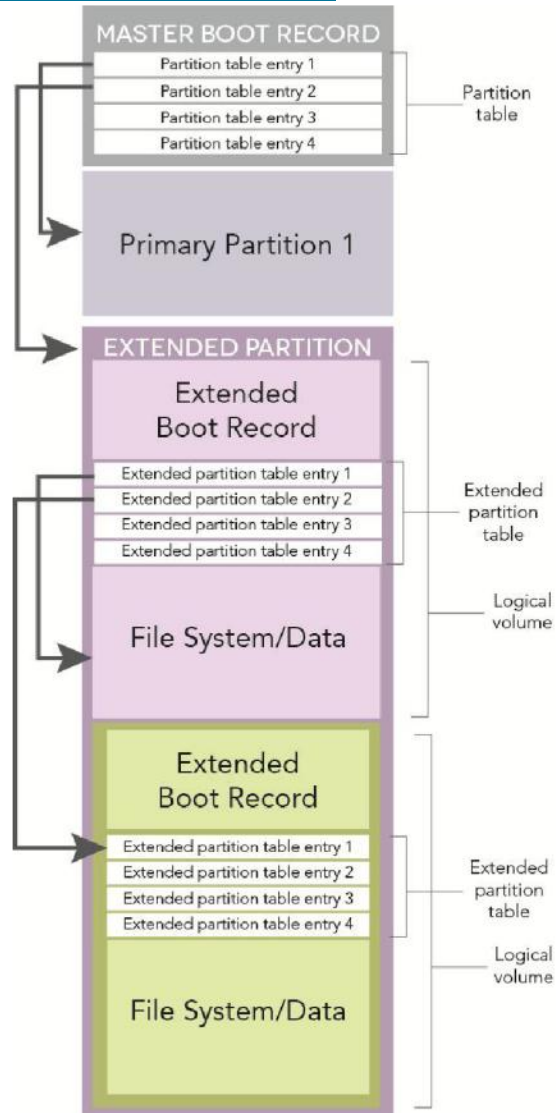 MASTER BOOT RECORD
Partition table entry 1
Partition table entry 2
Partition table entry 3
Partition table entry 4
Partition
table
Primary Partition 1
EXTENDED PARTITION
Extended
Boot Record
Extended partition table entry 1
Extended partition table entry 2
Extended partition table entry 3
Extended partition table entry 4
Extended
partition
table
Logical
volume
File System/Data
Extended
Boot Record
Extended partition table entry 1
Extended partition table entry 2
Extended partition table entry 3
Extended partition table entry 4
Extended
partition
table
Logical
volume
File System/Data